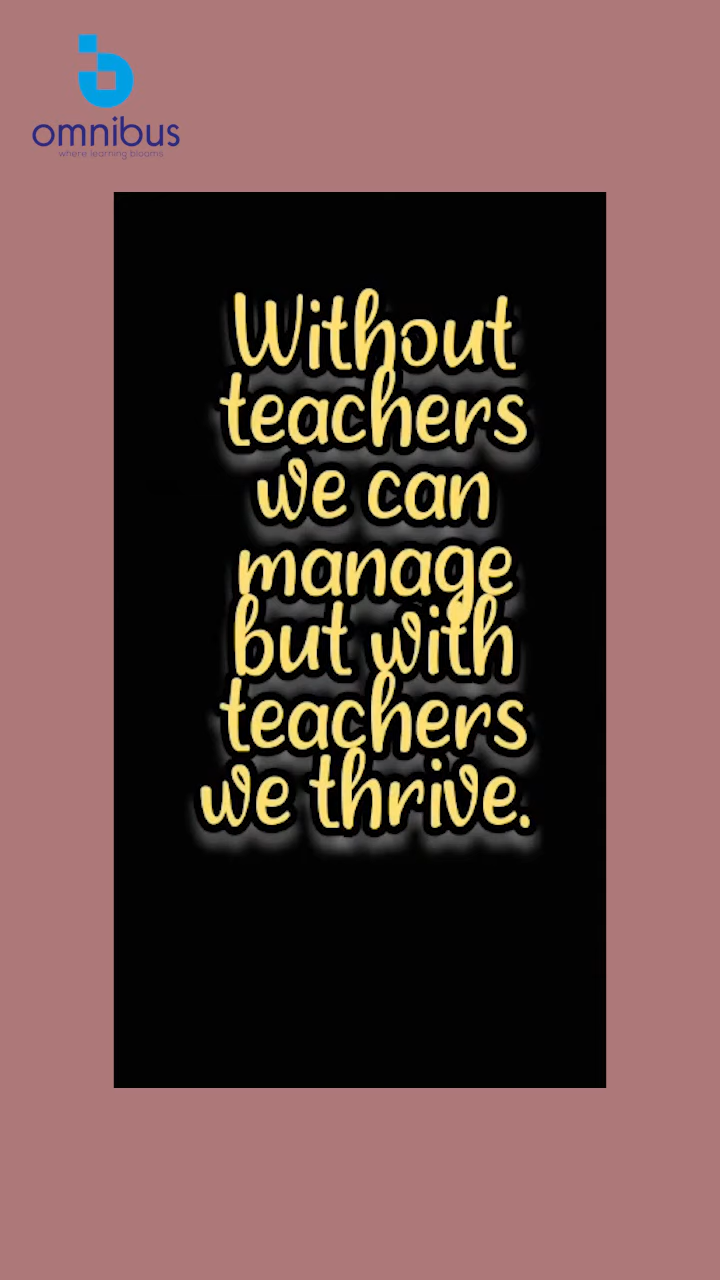 omnibus
where learning blooms
Without
teachers
we can
manage
but with
teachers
we thrive.